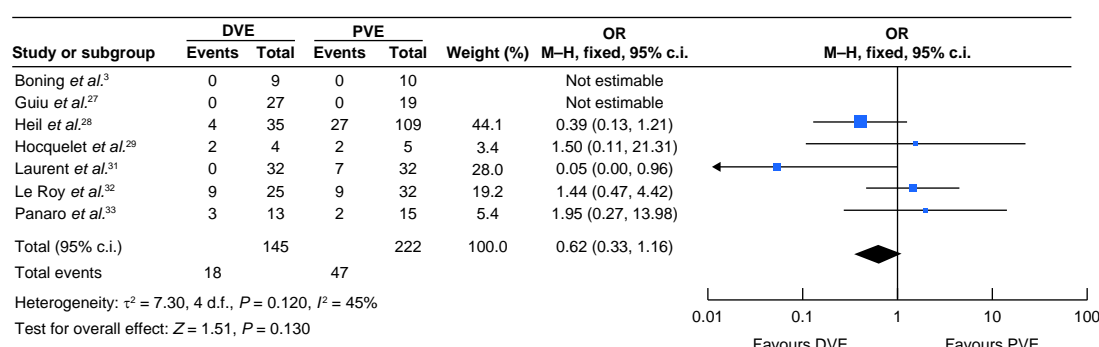 DVE PVE OR OR
Study or subgroup Events Total Events Total Weight (%) M–H, fixed, 95% c.i. M–H, fixed, 95% c.i.
Boning et al.3 0 9 0 10 Not estimable
Guiu et al.27 0 27 0 19 Not estimable
Heil et al.28 4 35 27 109 44.1 0.39 (0.13, 1.21)
Hocquelet et al.29 2 4 2 5 3.4 1.50 (0.11, 21.31)
Laurent et al.31 0 32 7 32 28.0 0.05 (0.00, 0.96)
Le Roy et al.32 9 25 9 32 19.2 1.44 (0.47, 4.42)
Panaro et al.33 3 13 2 15 5.4 1.95 (0.27, 13.98)
Total (95% c.i.) 145 222 100.0 0.62 (0.33, 1.16)
Total events 18 47
Heterogeneity: τ² = 7.30, 4 d.f., P = 0.120, I² = 45%
Test for overall effect: Z = 1.51, P = 0.130
0.01 0.1 1 10 100
Favours DVE Favours PVE